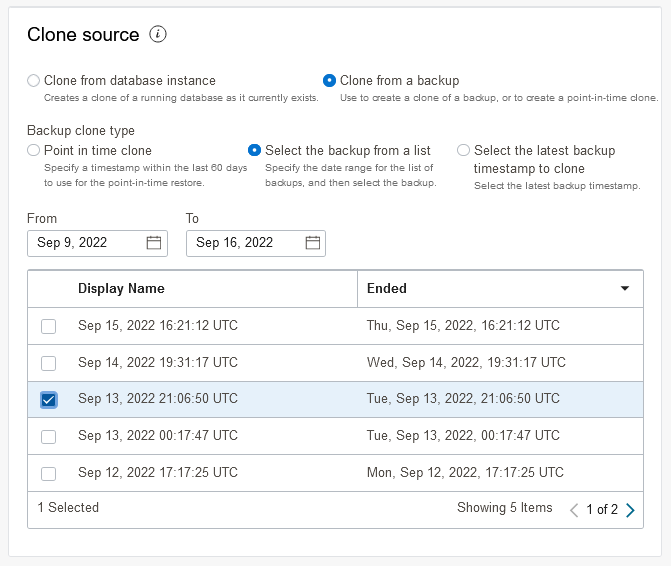 Clone source
Clone from database instance
Creates a clone of a running database as it currently exists.
Clone from a backup
Use to create a clone of a backup, or to create a point-in-time clone.
Backup clone type
Point in time clone
Specify a timestamp within the last 60 days
to use for the point-in-time restore.
Select the backup from a list
Specify the date range for the list of
backups, and then select the backup.
Select the latest backup
timestamp to clone
Select the latest backup timestamp.
From
Sep 9, 2022
To
Sep 16, 2022
Display Name Ended
Sep 15, 2022 16:21:12 UTC Thu, Sep 15, 2022, 16:21:12 UTC
Sep 14, 2022 19:31:17 UTC Wed, Sep 14, 2022, 19:31:17 UTC
Sep 13, 2022 21:06:50 UTC Tue, Sep 13, 2022, 21:06:50 UTC
Sep 13, 2022 00:17:47 UTC Tue, Sep 13, 2022, 00:17:47 UTC
Sep 12, 2022 17:17:25 UTC Mon, Sep 12, 2022, 17:17:25 UTC
1 Selected Showing 5 Items 1 of 2